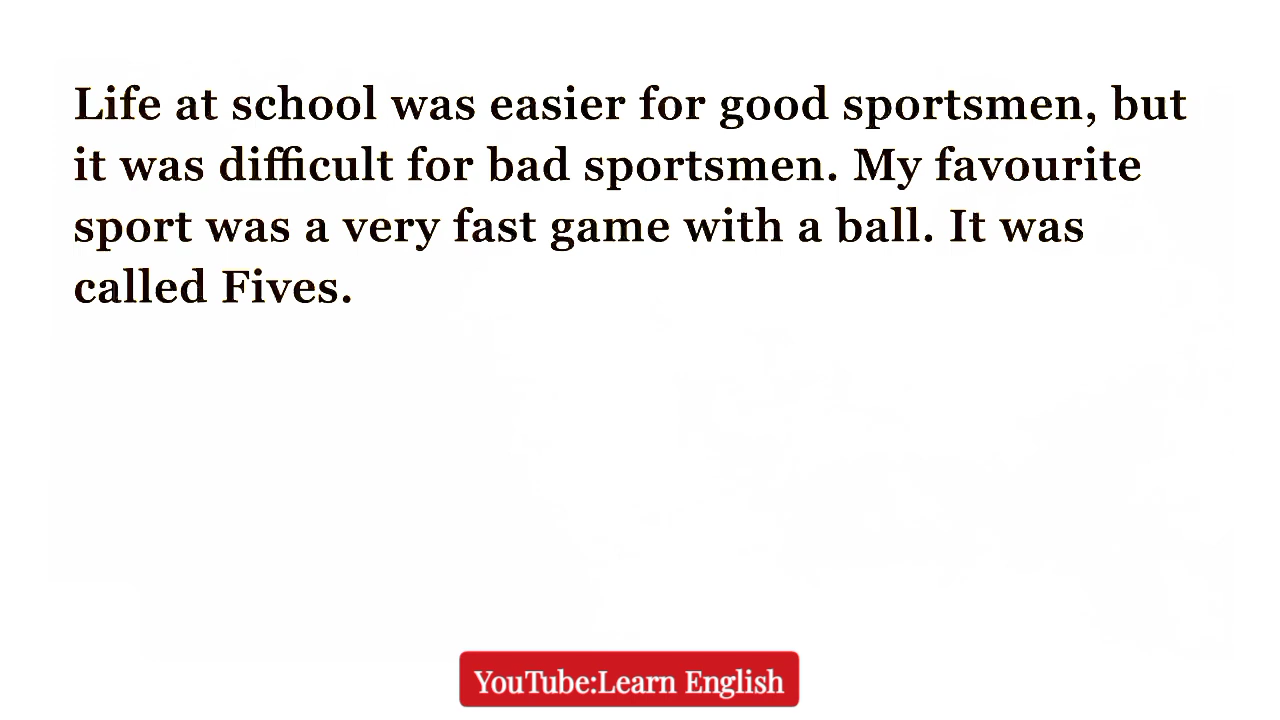 Life at school was easier for good sportsmen, but
it was difficult for bad sportsmen. My favourite
sport was a very fast game with a ball. It was
called Fives.
YouTube:Learn English